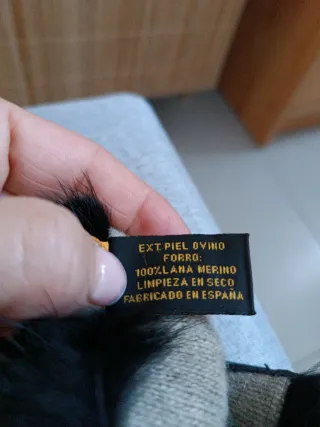 EXT. PIEL OVINO
FORRO:
100% LANA MERINO
LIMPIEZA EN SECO
FABRICADO EN ESPAÑA